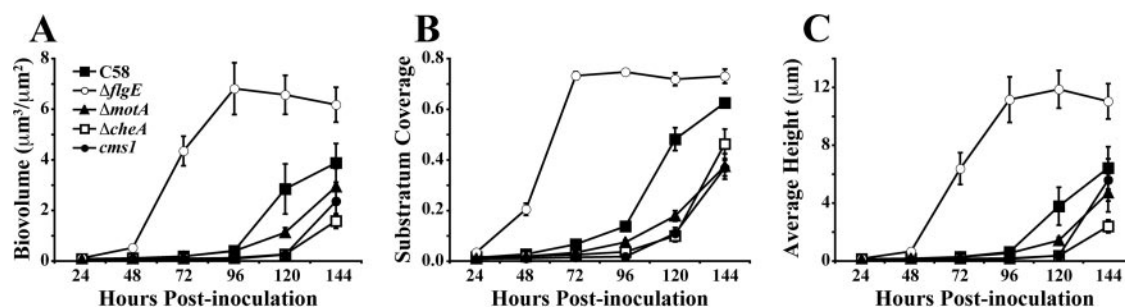 A
Biovolume (μm³/μm²)
8
6
4
2
0
C58
ΔflgE
ΔmotA
ΔcheA
cms1
24 48 72 96 120 144
Hours Post-inoculation
B
Substratum Coverage
0.8
0.6
0.4
0.2
0.0
24 48 72 96 120 144
Hours Post-inoculation
C
Average Height (μm)
12
8
4
0
24 48 72 96 120 144
Hours Post-inoculation